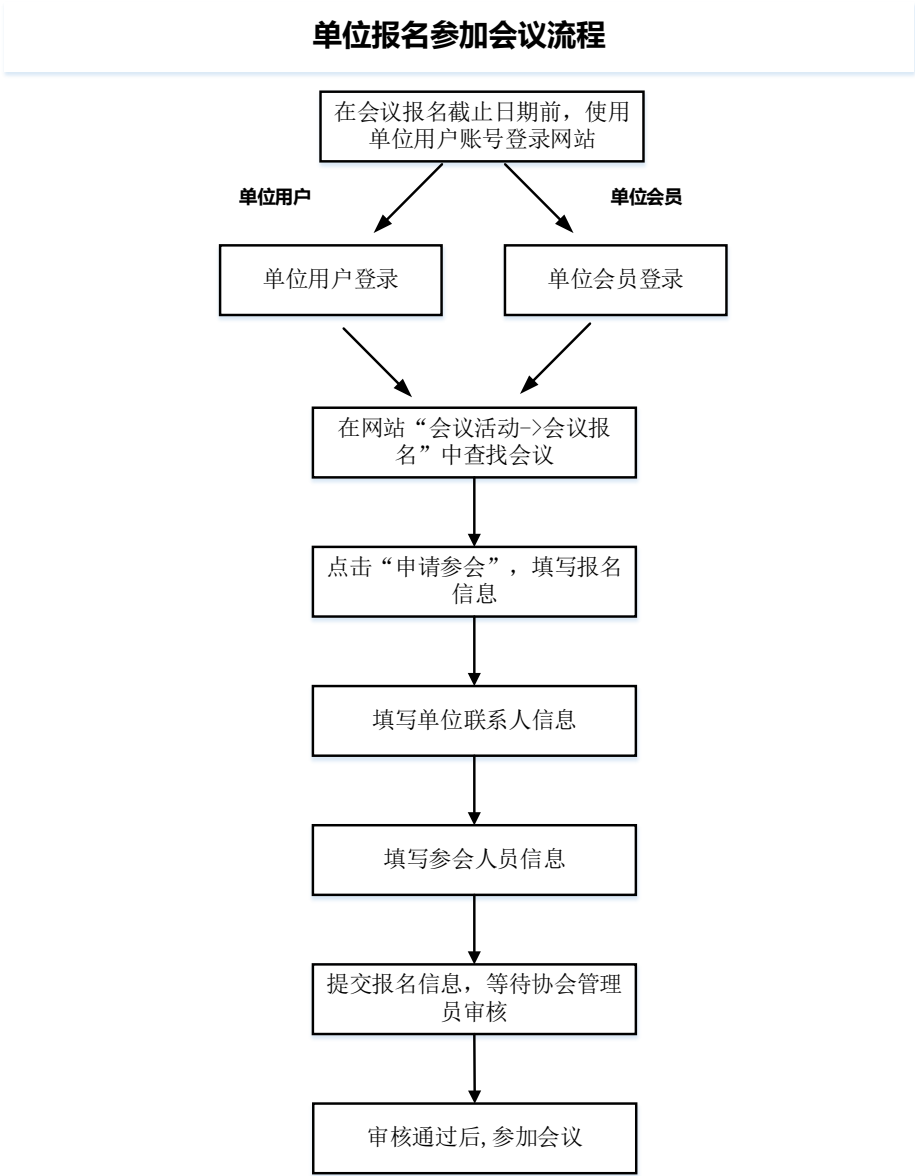 单位报名参加会议流程
在会议报名截止日期前，使用
单位用户账号登录网站
单位用户
单位会员
单位用户登录
单位会员登录
在网站“会议活动->会议报
名”中查找会议
点击“申请参会”，填写报名
信息
填写单位联系人信息
填写参会人员信息
提交报名信息，等待协会管理
员审核
审核通过后,参加会议